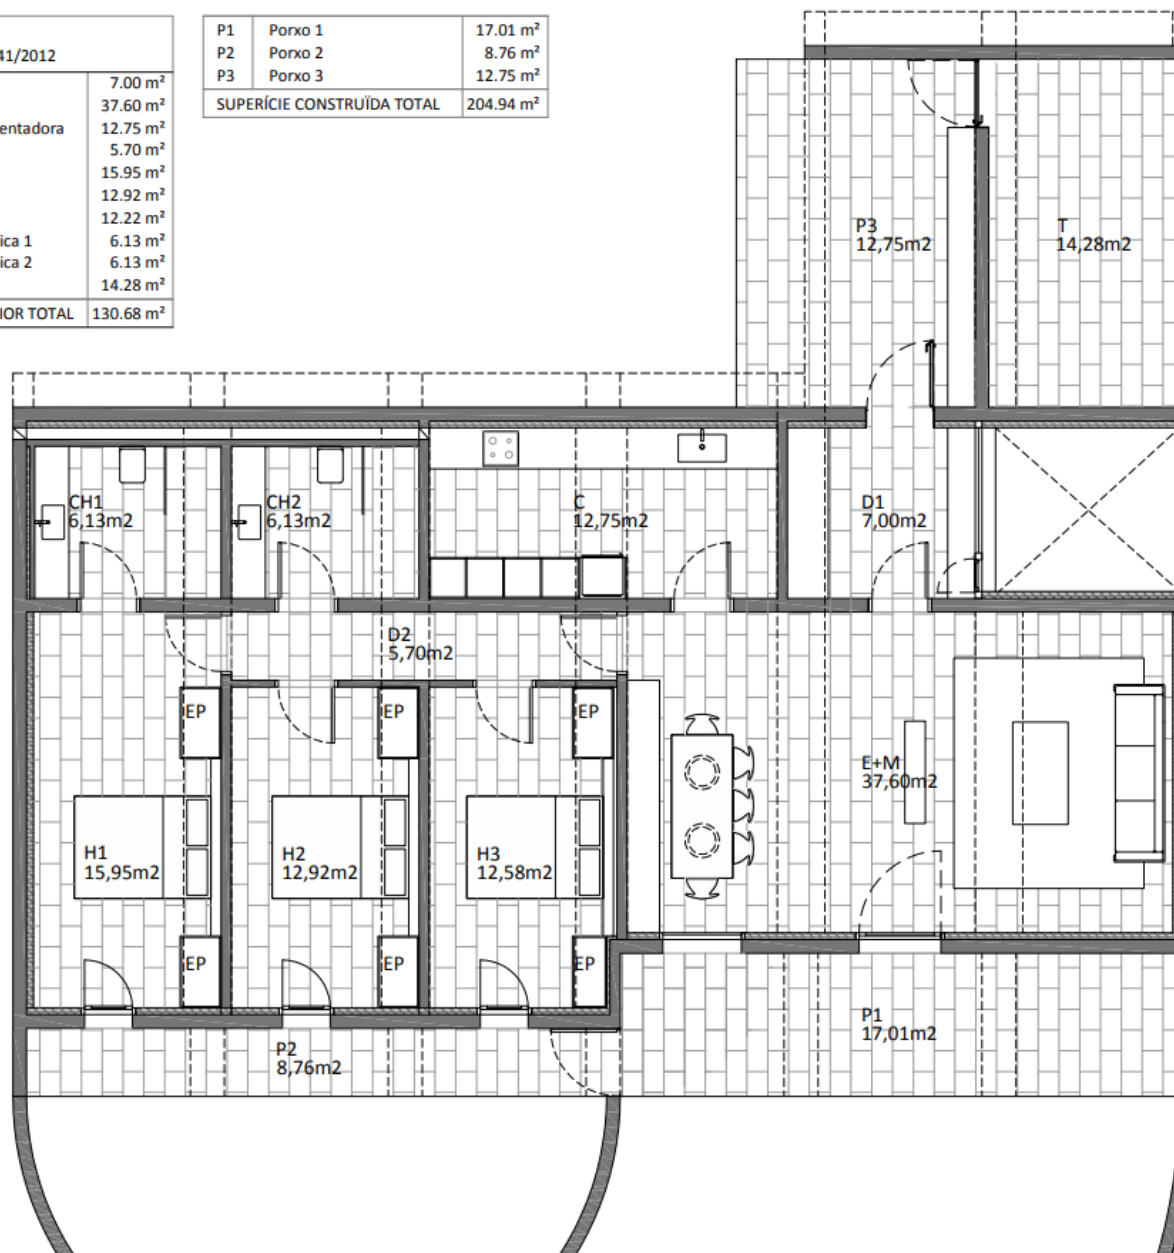 41/2012
7.00 m²
37.60 m²
entadora 12.75 m²
5.70 m²
15.95 m²
12.92 m²
12.22 m²
ica 1 6.13 m²
ica 2 6.13 m²
14.28 m²
IOR TOTAL 130.68 m²
P1 Porxo 1 17.01 m²
P2 Porxo 2 8.76 m²
P3 Porxo 3 12.75 m²
SUPERÍCIE CONSTRUÏDA TOTAL 204.94 m²
P3
12,75m2
T
14,28m2
CH1
6,13m2
CH2
6,13m2
C
12,75m2
D1
7,00m2
D2
5,70m2
EP
EP
EP
E+M
37,60m2
H1
15,95m2
H2
12,92m2
H3
12,58m2
EP
EP
EP
P1
17,01m2
P2
8,76m2